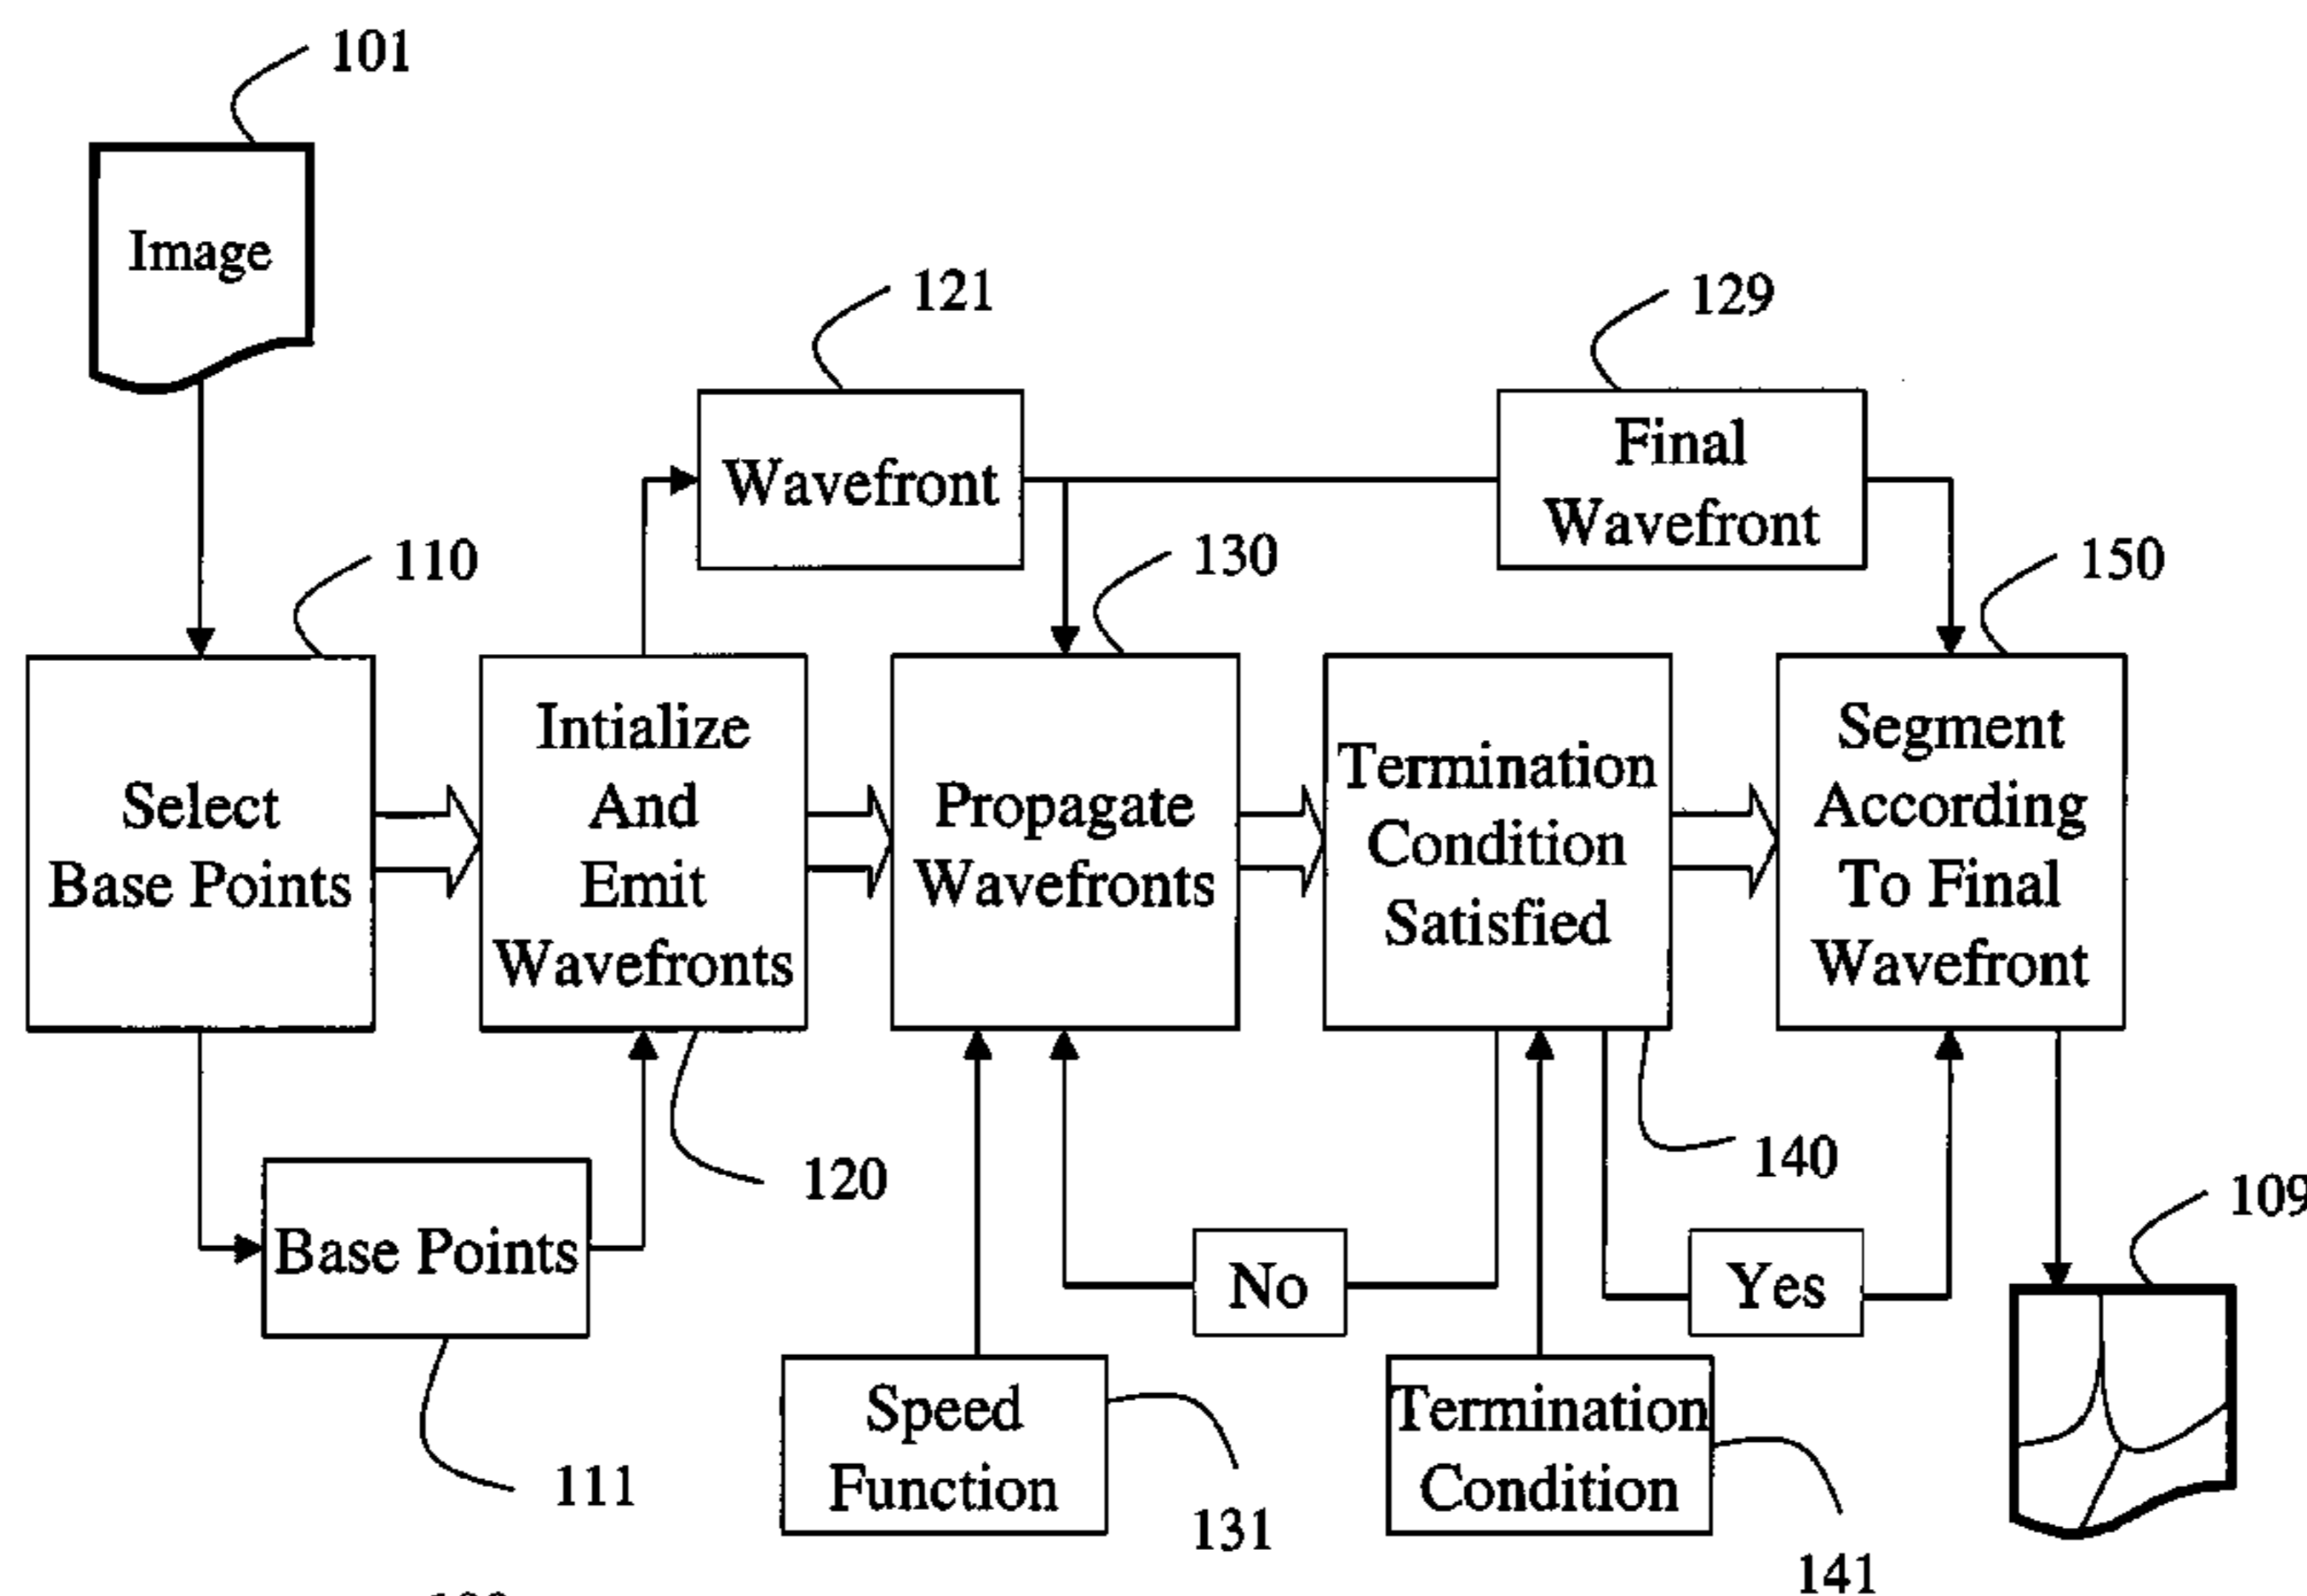 101
Image
121
129
Wavefront
Final
Wavefront
110
130
150
Select
Base Points
Intialize
And
Emit
Wavefronts
Propagate
Wavefronts
Termination
Condition
Satisfied
Segment
According
To Final
Wavefront
120
140
109
Base Points
No
Yes
111
Speed
Function
131
Termination
Condition
141